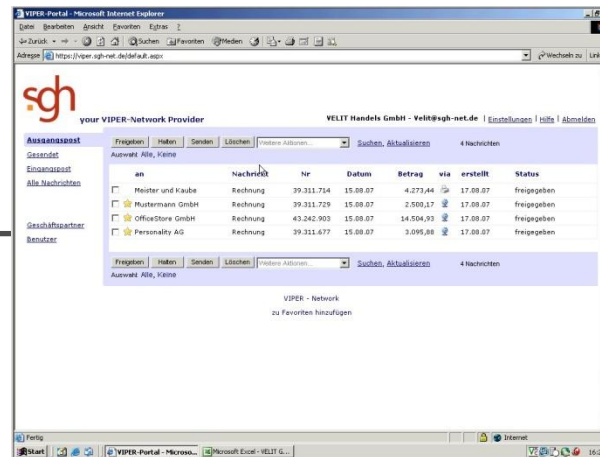 VIPER-Portal - Microsoft Internet Explorer
Datei Bearbeiten Ansicht Favoriten Extras ?
Zurück Suchen Favoriten Medien
Adresse https://viper.sgh-net.de/default.aspx Wechseln zu Link
sgh
your VIPER-Network Provider VELIT Handels GmbH - Velit@sgh-net.de | Einstellungen | Hilfe | Abmelden
Ausgangspost
Gesendet
Eingangspost
Alle Nachrichten
Geschäftspartner
Benutzer
Freigeben Halten Senden Löschen Weitere Aktionen... Suchen, Aktualisieren 4 Nachrichten
Auswahl Alle, Keine
an Nachricht Nr Datum Betrag via erstellt Status
Meister und Kaube Rechnung 39.311.714 15.08.07 4.273,44 17.08.07 freigegeben
Mustermann GmbH Rechnung 39.311.729 15.08.07 2.500,17 17.08.07 freigegeben
OfficeStore GmbH Rechnung 43.242.903 15.08.07 14.504,93 17.08.07 freigegeben
Personality AG Rechnung 39.311.677 15.08.07 3.095,88 17.08.07 freigegeben
Freigeben Halten Senden Löschen Weitere Aktionen... Suchen, Aktualisieren 4 Nachrichten
Auswahl Alle, Keine
VIPER - Network
zu Favoriten hinzufügen
Fertig Internet
Start VIPER-Portal - Microso... Microsoft Excel - VELIT G... 16:2